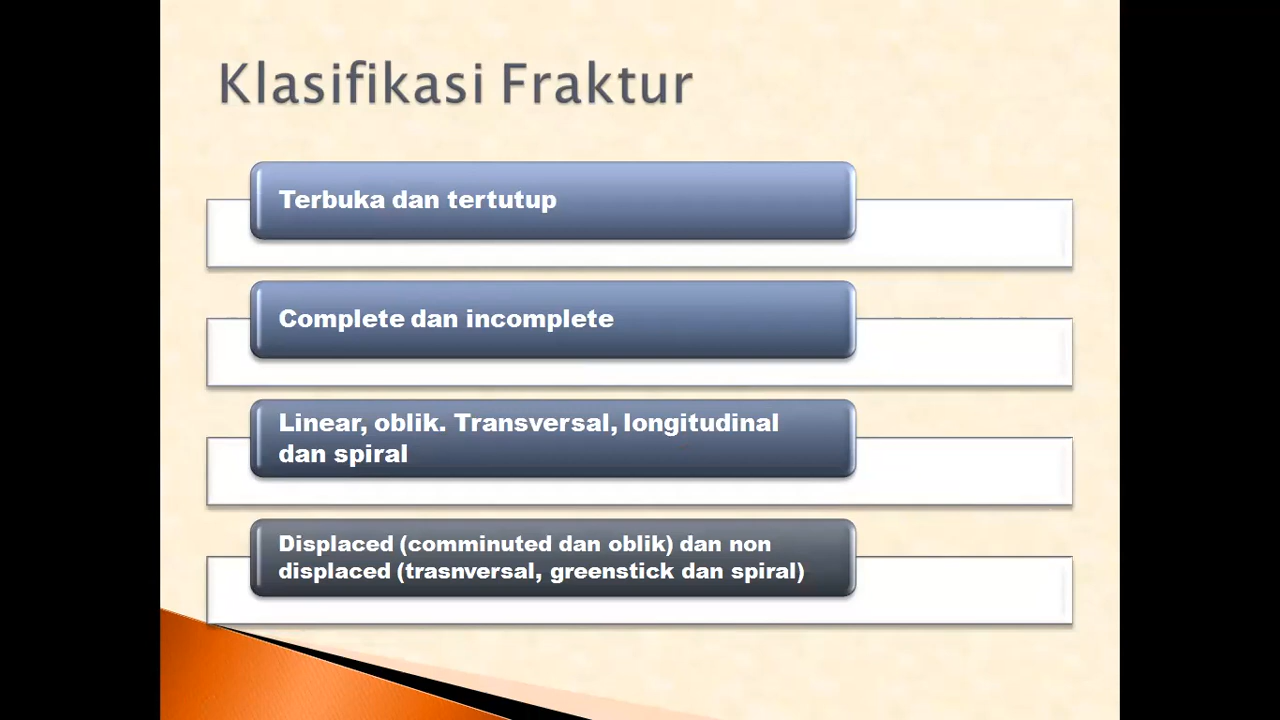 Klasifikasi Fraktur
Terbuka dan tertutup
Complete dan incomplete
Linear, oblik. Transversal, longitudinal
dan spiral
Displaced (comminuted dan oblik) dan non
displaced (trasnversal, greenstick dan spiral)